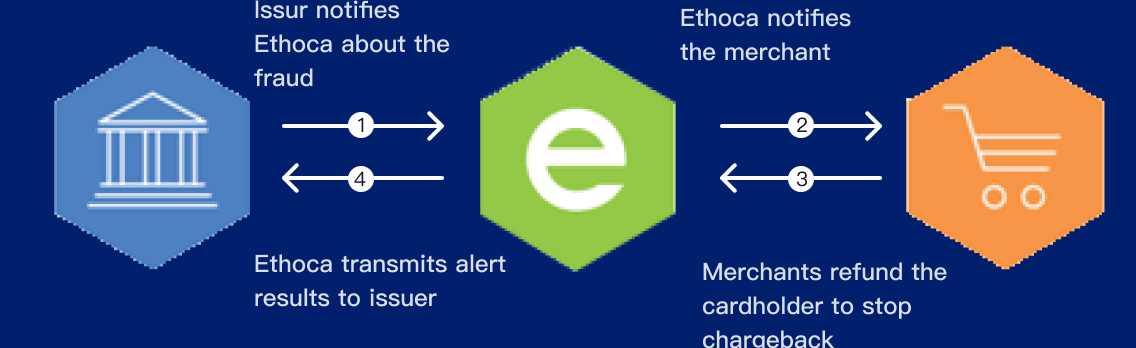 Issur notifies
Ethoca about the
fraud
Ethoca notifies
the merchant
1
2
4
3
Ethoca transmits alert
results to issuer
Merchants refund the
cardholder to stop
chargeback